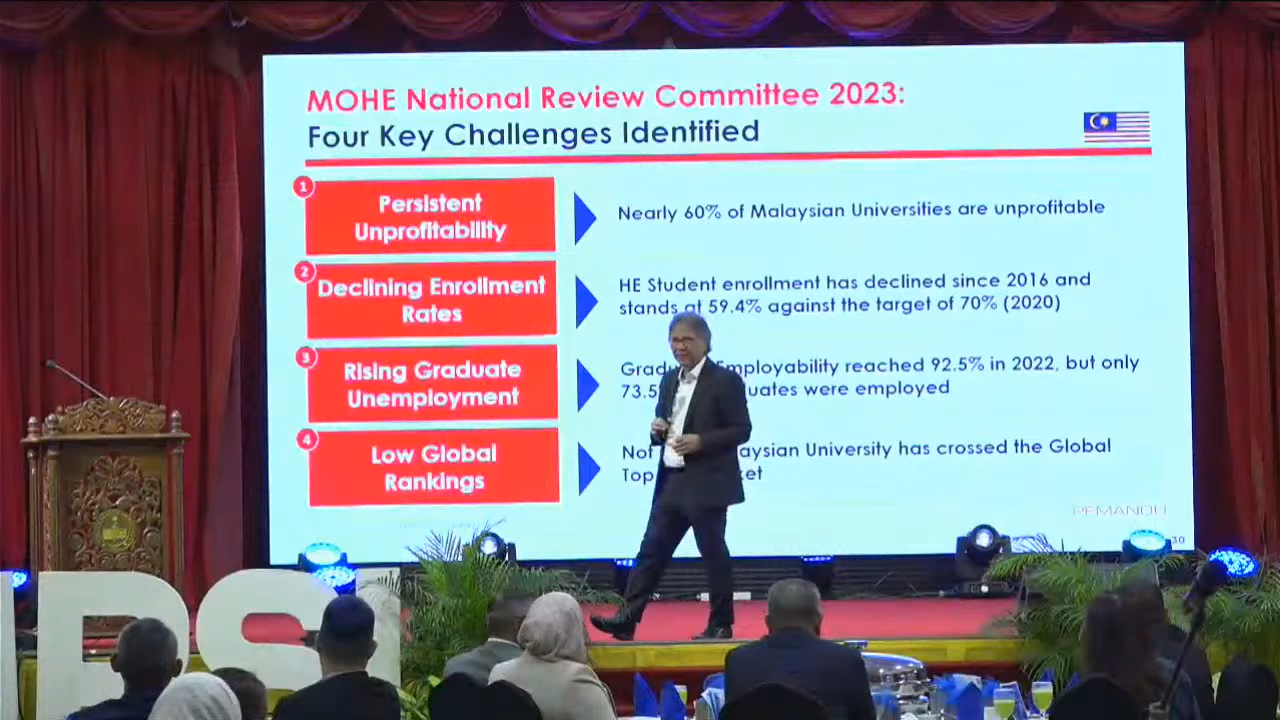 MOHE National Review Committee 2023:
Four Key Challenges Identified
1
Persistent
Unprofitability
Nearly 60% of Malaysian Universities are unprofitable
2
Declining Enrollment
Rates
HE Student enrollment has declined since 2016 and
stands at 59.4% against the target of 70% (2020)
3
Rising Graduate
Unemployment
Employability reached 92.5% in 2022, but only
were employed
4
Low Global
Rankings
University has crossed the Global
Top
PEMANDU
30